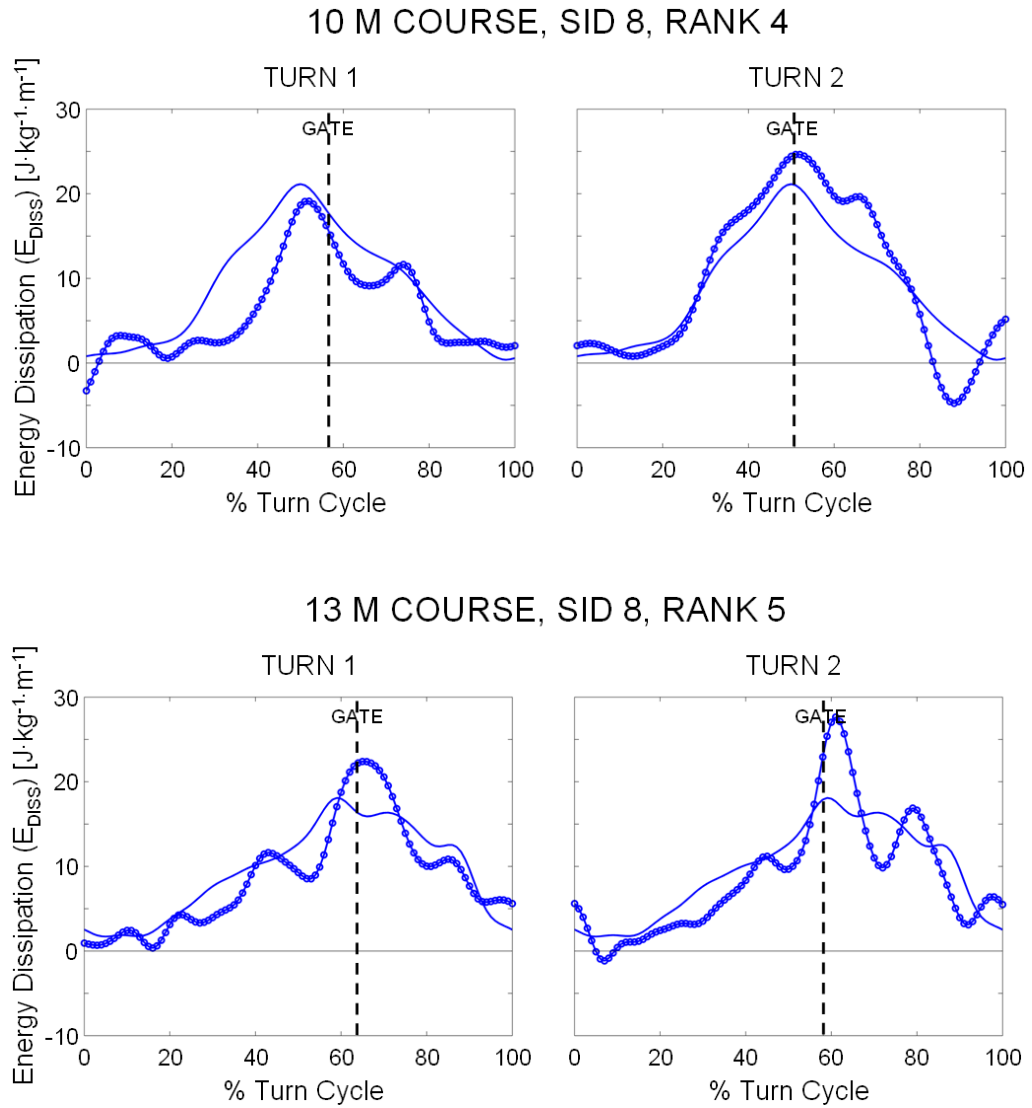 10 M COURSE, SID 8, RANK 4
TURN 1
TURN 2
Energy Dissipation (E_DISS) [J·kg⁻¹·m⁻¹]
30
20
10
0
-10
GATE
GATE
0 20 40 60 80 100
0 20 40 60 80 100
% Turn Cycle
% Turn Cycle
13 M COURSE, SID 8, RANK 5
TURN 1
TURN 2
Energy Dissipation (E_DISS) [J·kg⁻¹·m⁻¹]
30
20
10
0
-10
GATE
GATE
0 20 40 60 80 100
0 20 40 60 80 100
% Turn Cycle
% Turn Cycle